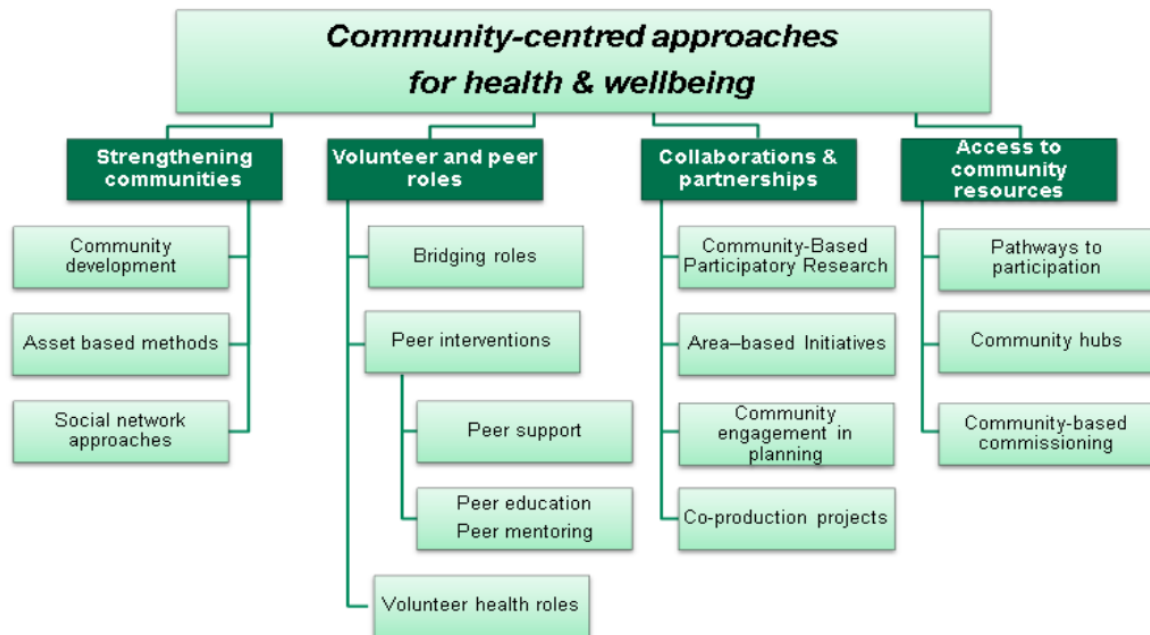 Community-centred approaches
for health & wellbeing
Strengthening
communities
Community
development
Asset based methods
Social network
approaches
Volunteer and peer
roles
Bridging roles
Peer interventions
Peer support
Peer education
Peer mentoring
Volunteer health roles
Collaborations &
partnerships
Community-Based
Participatory Research
Area–based Initiatives
Community
engagement in
planning
Co-production projects
Access to
community
resources
Pathways to
participation
Community hubs
Community-based
commissioning